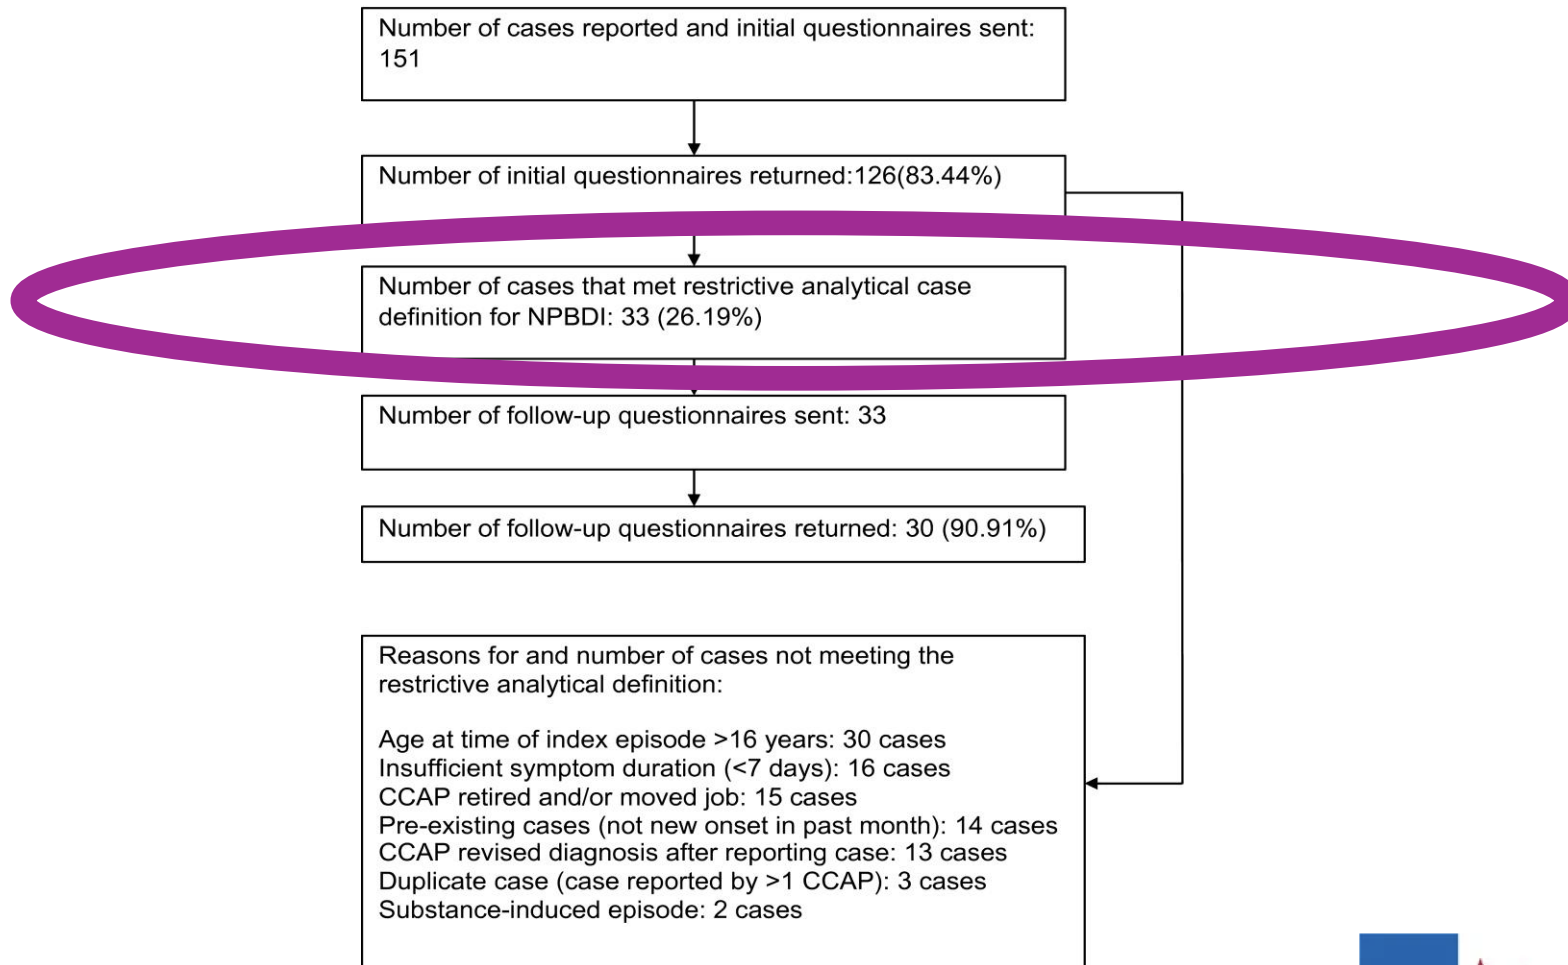 Number of cases reported and initial questionnaires sent:
151
Number of initial questionnaires returned:126(83.44%)
Number of cases that met restrictive analytical case
definition for NPBDI: 33 (26.19%)
Number of follow-up questionnaires sent: 33
Number of follow-up questionnaires returned: 30 (90.91%)
Reasons for and number of cases not meeting the
restrictive analytical definition:
Age at time of index episode >16 years: 30 cases
Insufficient symptom duration (<7 days): 16 cases
CCAP retired and/or moved job: 15 cases
Pre-existing cases (not new onset in past month): 14 cases
CCAP revised diagnosis after reporting case: 13 cases
Duplicate case (case reported by >1 CCAP): 3 cases
Substance-induced episode: 2 cases